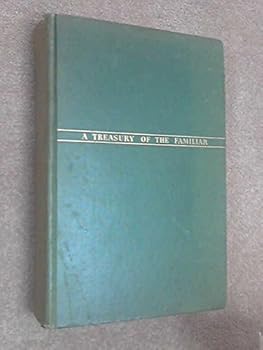 A TREASURY OF THE FAMILIAR